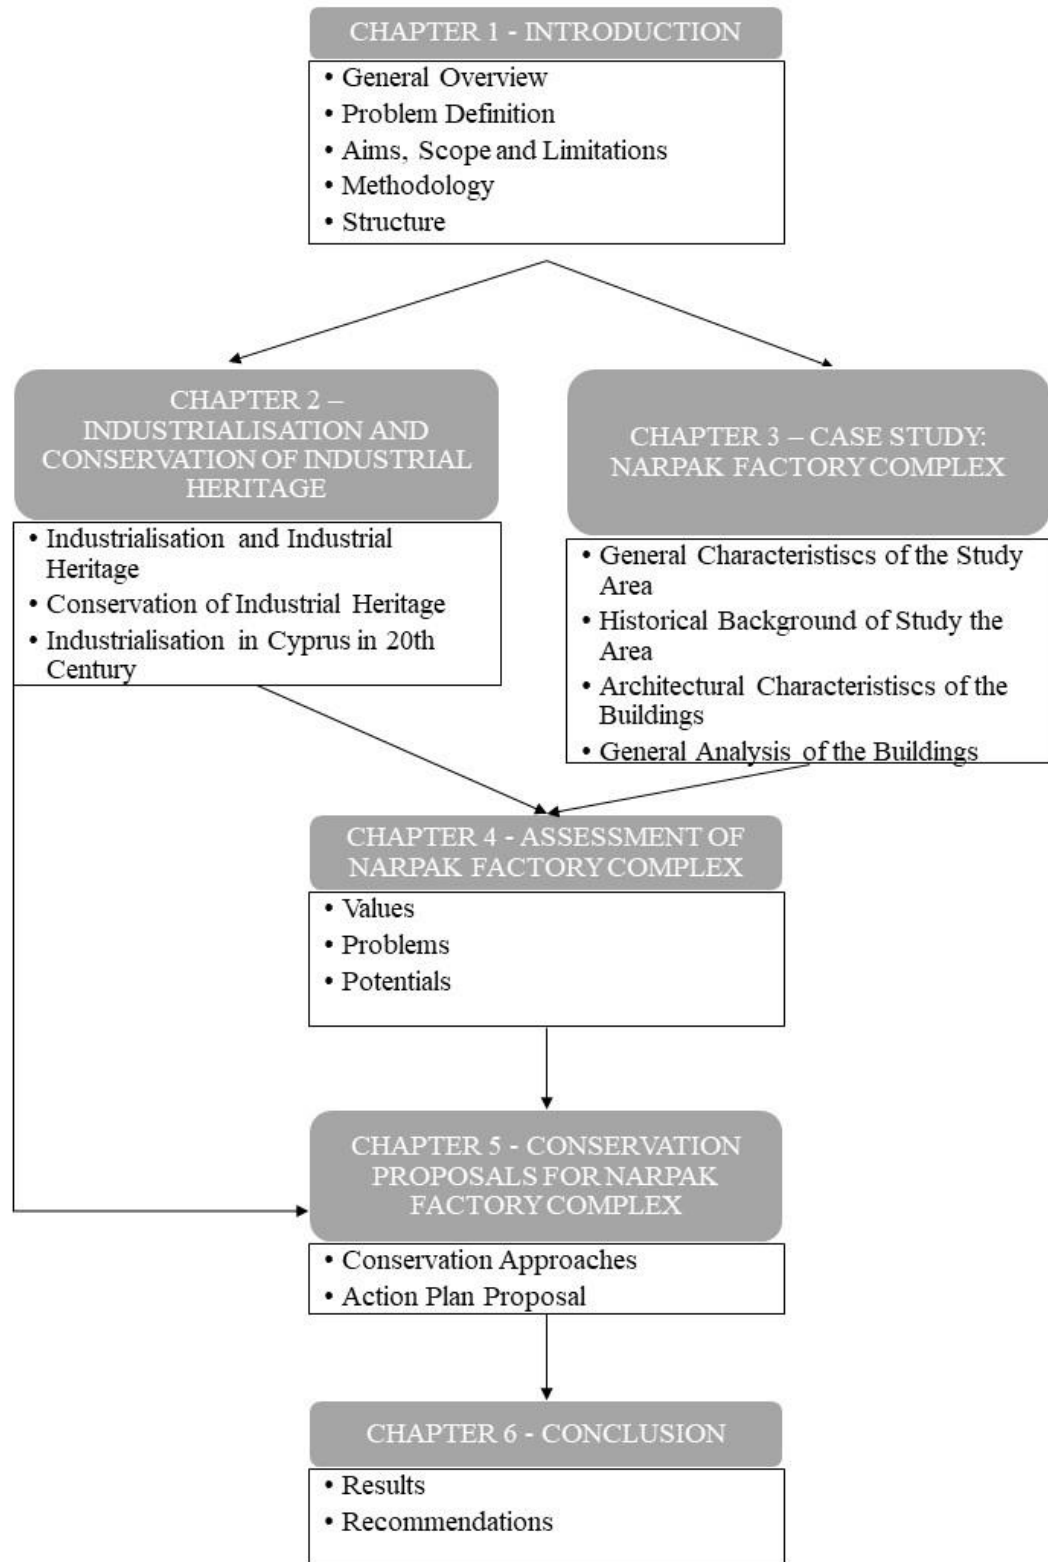 CHAPTER 1 - INTRODUCTION
• General Overview
• Problem Definition
• Aims, Scope and Limitations
• Methodology
• Structure
CHAPTER 2 –
INDUSTRIALISATION AND
CONSERVATION OF INDUSTRIAL
HERITAGE
• Industrialisation and Industrial
Heritage
• Conservation of Industrial Heritage
• Industrialisation in Cyprus in 20th
Century
CHAPTER 3 – CASE STUDY:
NARPAK FACTORY COMPLEX
• General Characteristiscs of the Study
Area
• Historical Background of Study the
Area
• Architectural Characteristiscs of the
Buildings
• General Analysis of the Buildings
CHAPTER 4 - ASSESSMENT OF
NARPAK FACTORY COMPLEX
• Values
• Problems
• Potentials
CHAPTER 5 - CONSERVATION
PROPOSALS FOR NARPAK
FACTORY COMPLEX
• Conservation Approaches
• Action Plan Proposal
CHAPTER 6 - CONCLUSION
• Results
• Recommendations